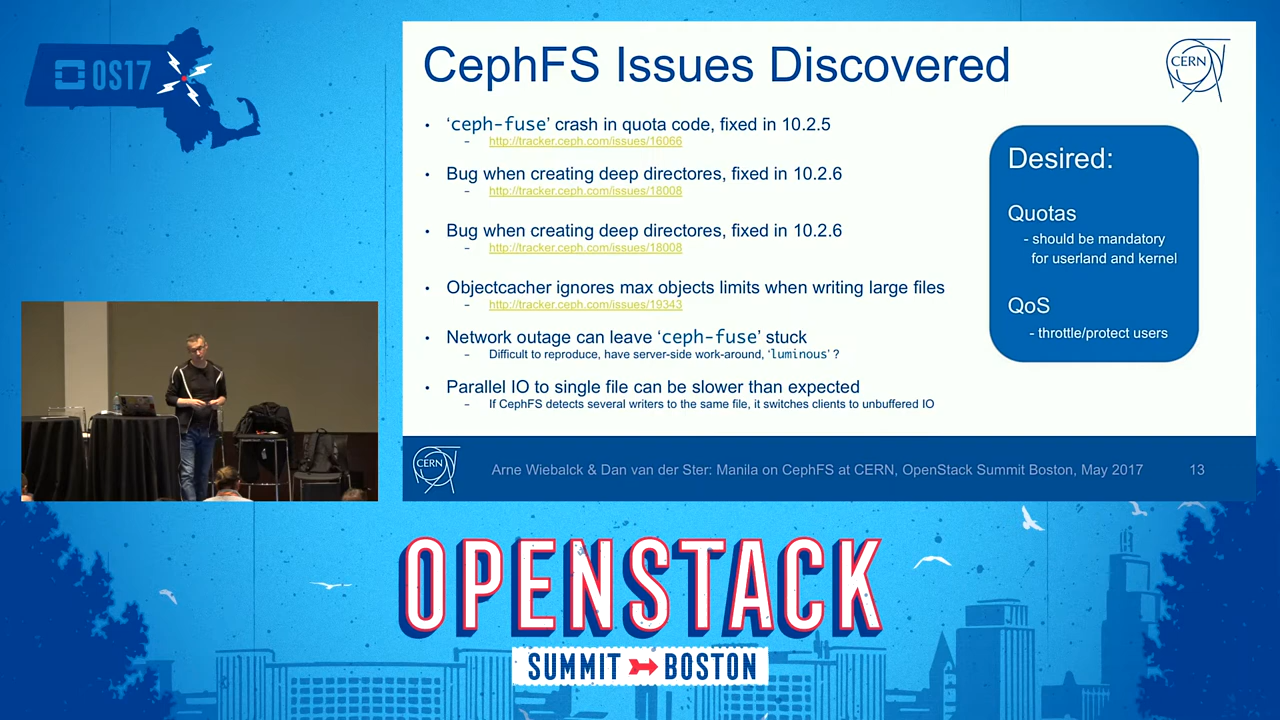 OS17
CephFS Issues Discovered
CERN
• 'ceph-fuse' crash in quota code, fixed in 10.2.5
– http://tracker.ceph.com/issues/16066
• Bug when creating deep directores, fixed in 10.2.6
– http://tracker.ceph.com/issues/18008
• Bug when creating deep directores, fixed in 10.2.6
– http://tracker.ceph.com/issues/18008
• Objectcacher ignores max objects limits when writing large files
– http://tracker.ceph.com/issues/19343
• Network outage can leave 'ceph-fuse' stuck
– Difficult to reproduce, have server-side work-around, 'luminous' ?
• Parallel IO to single file can be slower than expected
– If CephFS detects several writers to the same file, it switches clients to unbuffered IO
Desired:
Quotas
- should be mandatory
for userland and kernel
QoS
- throttle/protect users
CERN
Arne Wiebalck & Dan van der Ster: Manila on CephFS at CERN, OpenStack Summit Boston, May 2017
13
OPENSTACK
SUMMIT BOSTON